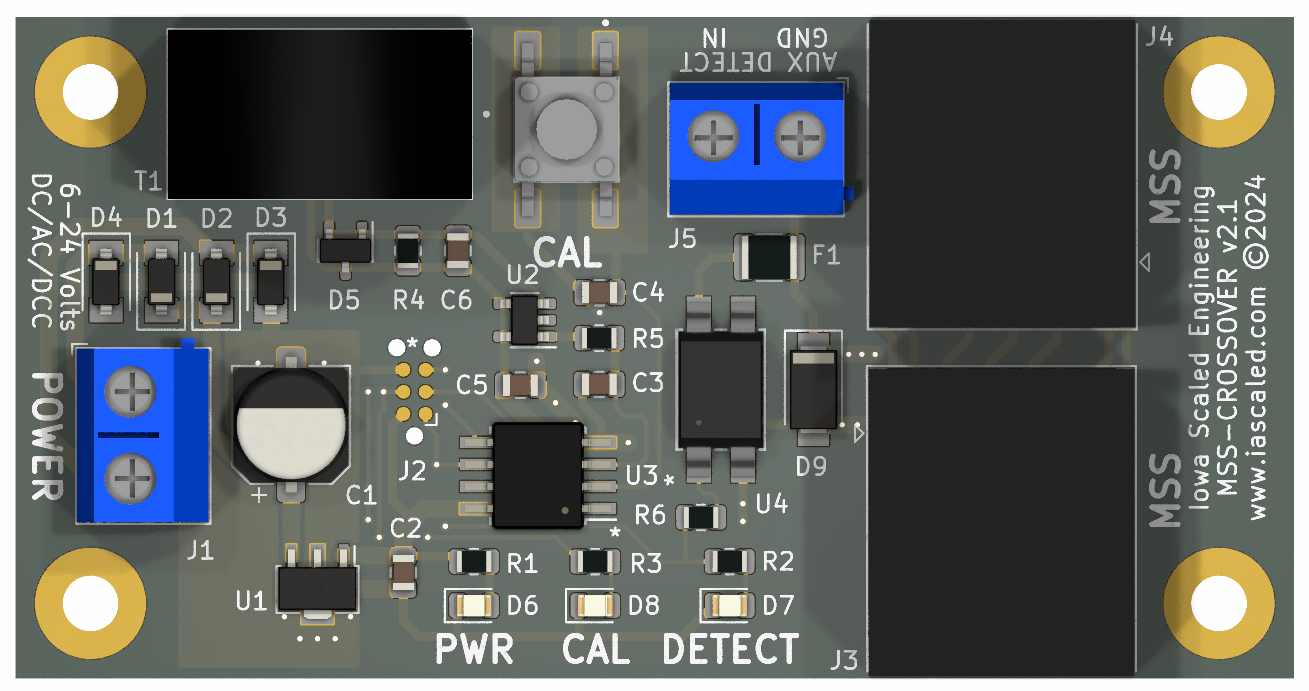 IN GND
AUX DETECT
J4
T1
MSS
6-24 Volts
DC/AC/DCC
D4 D1 D2 D3
J5
CAL
F1
U2
D5 R4 C6
C4
R5
*
C5
C3
POWER
D9
J2
U3
*
+
C1
R6
U4
C2
*
J1
R1
R3
R2
U1
D6
D8
D7
PWR CAL DETECT
J3
MSS
Iowa Scaled Engineering
MSS-CROSSOVER v2.1
www.iascaled.com ©2024